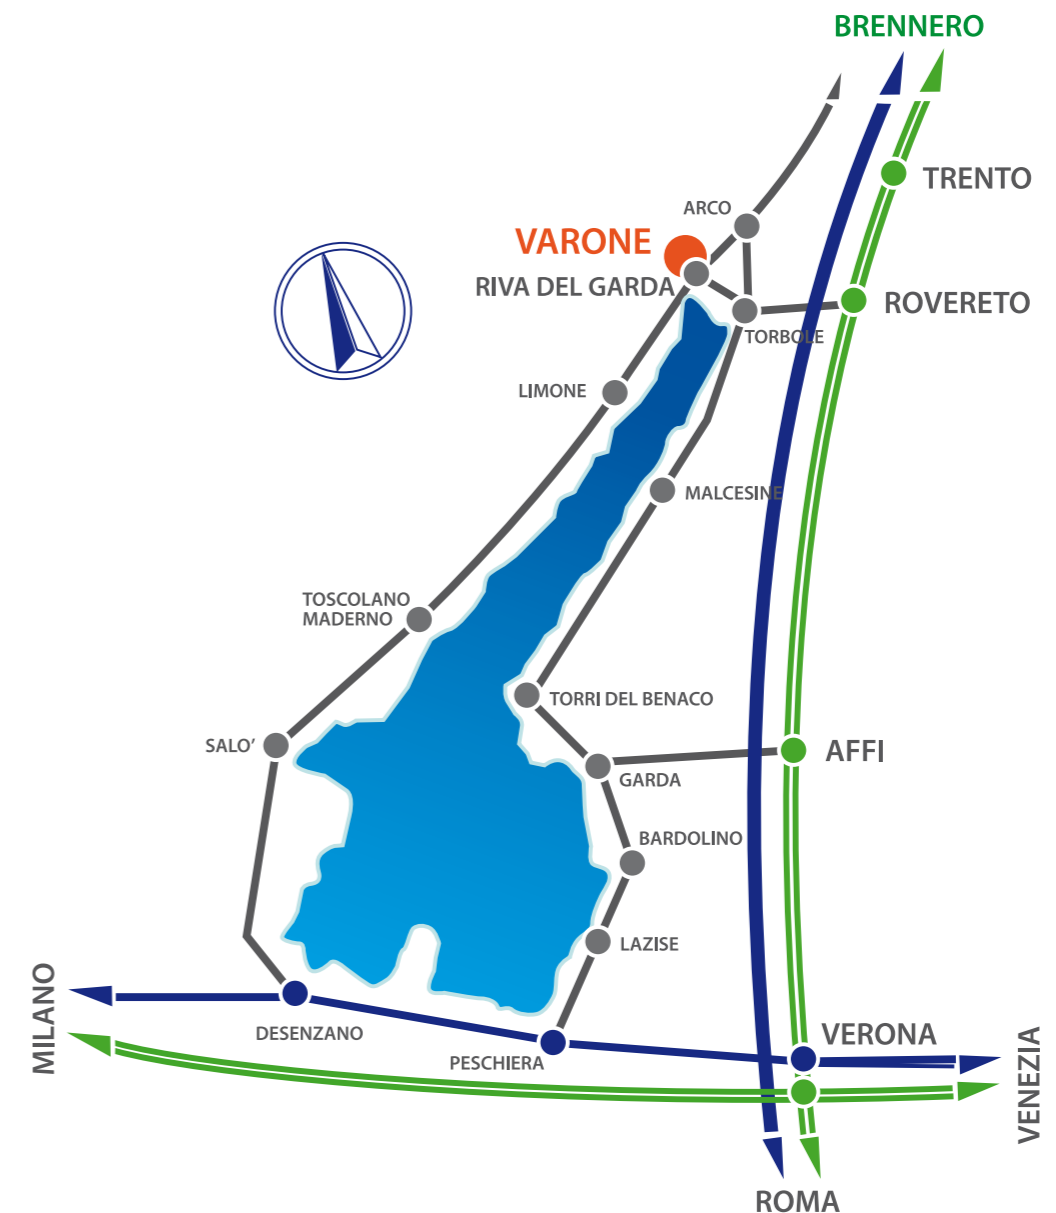 BRENNERO
TRENTO
ARCO
VARONE
RIVA DEL GARDA
ROVERETO
TORBOLE
LIMONE
MALCESINE
TOSCOLANO
MADERNO
TORRI DEL BENACO
SALO’
AFFI
GARDA
BARDOLINO
LAZISE
MILANO
DESENZANO
VERONA
PESCHIERA
VENEZIA
ROMA